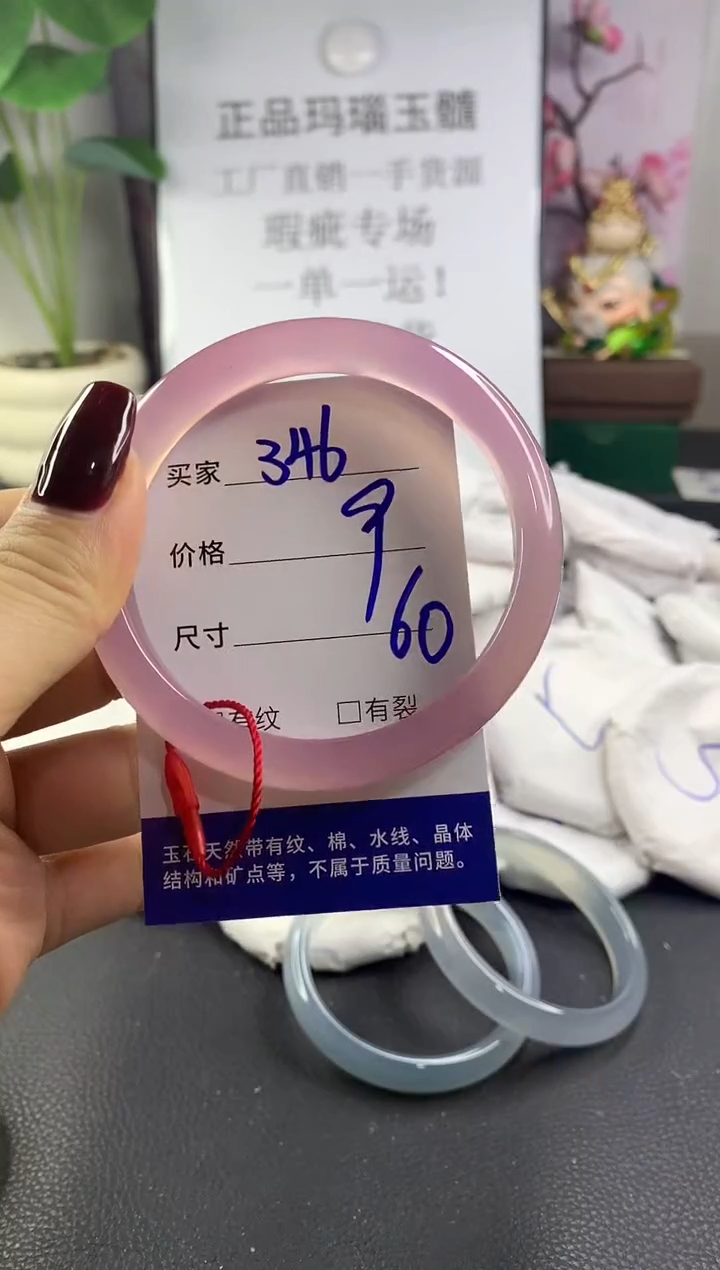 正品玛瑙玉髓
工厂直销一手货源
瑕疵专场
一单一运！
买家 346
价格
尺寸 60
有纹 □有裂
玉石天然带有纹、棉、水线、晶体
结构和矿点等，不属于质量问题。